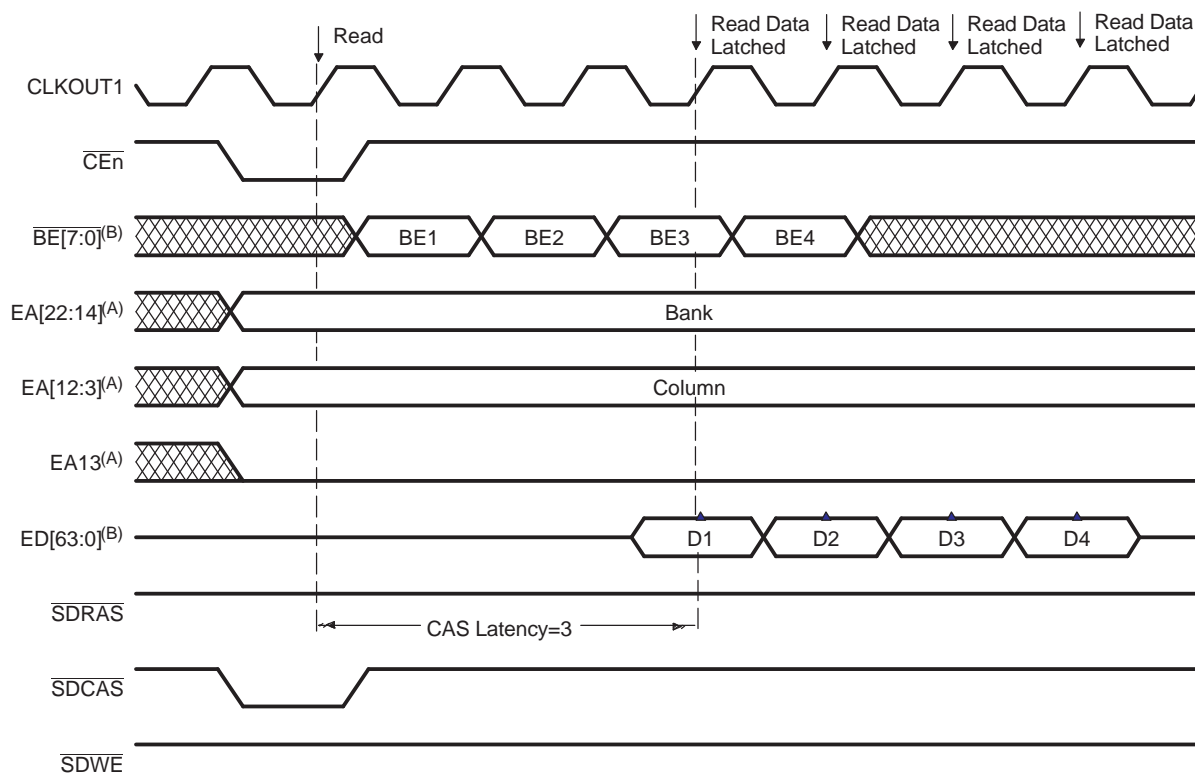 Read
Read Data
Latched
Read Data
Latched
Read Data
Latched
Read Data
Latched
CLKOUT1
CEn
BE[7:0](B)
BE1
BE2
BE3
BE4
EA[22:14](A)
Bank
EA[12:3](A)
Column
EA13(A)
ED[63:0](B)
D1
D2
D3
D4
SDRAS
CAS Latency=3
SDCAS
SDWE